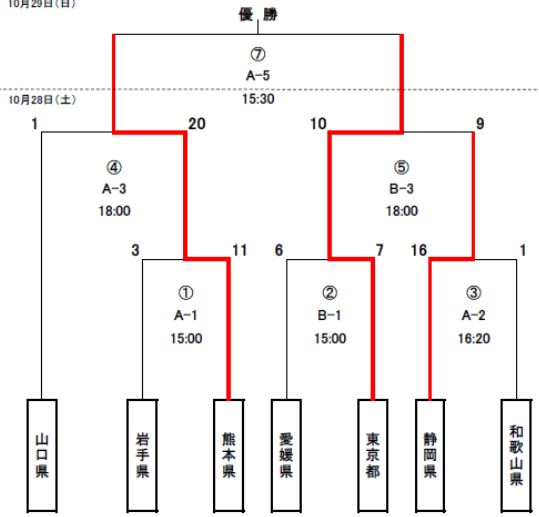 10月29日(日)
優 勝
⑦
A-5
10月28日(土)
15:30
1
20
10
9
④
A-3
18:00
⑤
B-3
18:00
3
11
6
7
16
1
①
A-1
15:00
②
B-1
15:00
③
A-2
16:20
山口県
岩手県
熊本県
愛媛県
東京都
静岡県
和歌山県